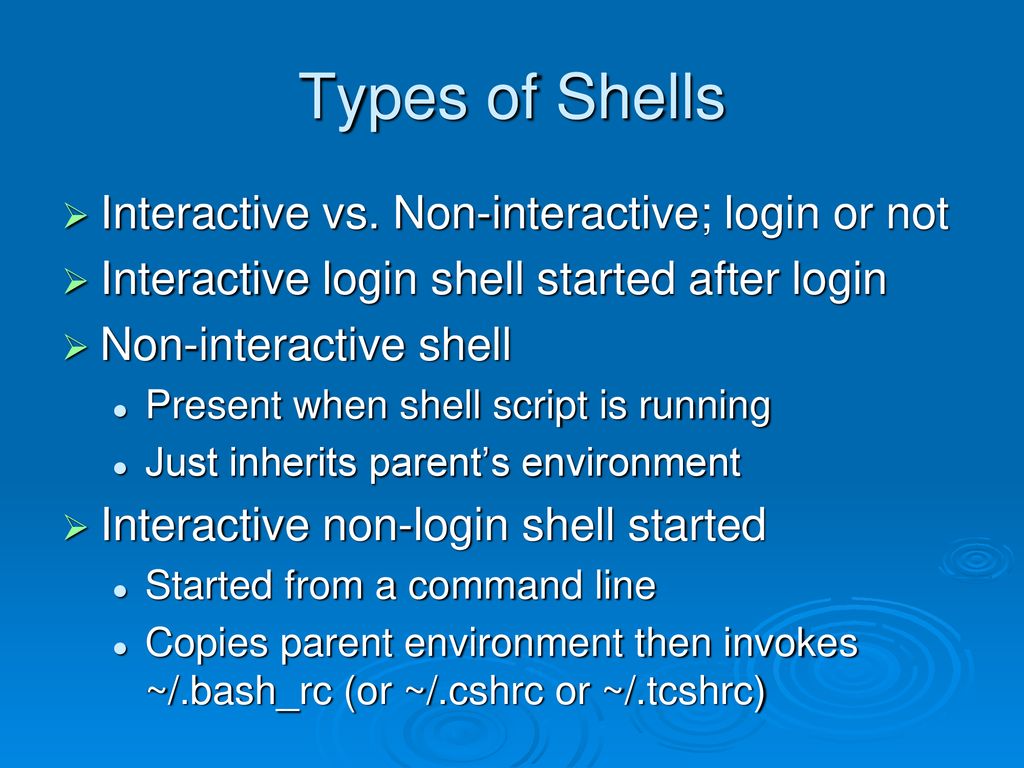 Types of Shells
Interactive vs. Non-interactive; login or not
Interactive login shell started after login
Non-interactive shell
Present when shell script is running
Just inherits parent’s environment
Interactive non-login shell started
Started from a command line
Copies parent environment then invokes
~/.bash_rc (or ~/.cshrc or ~/.tcshrc)